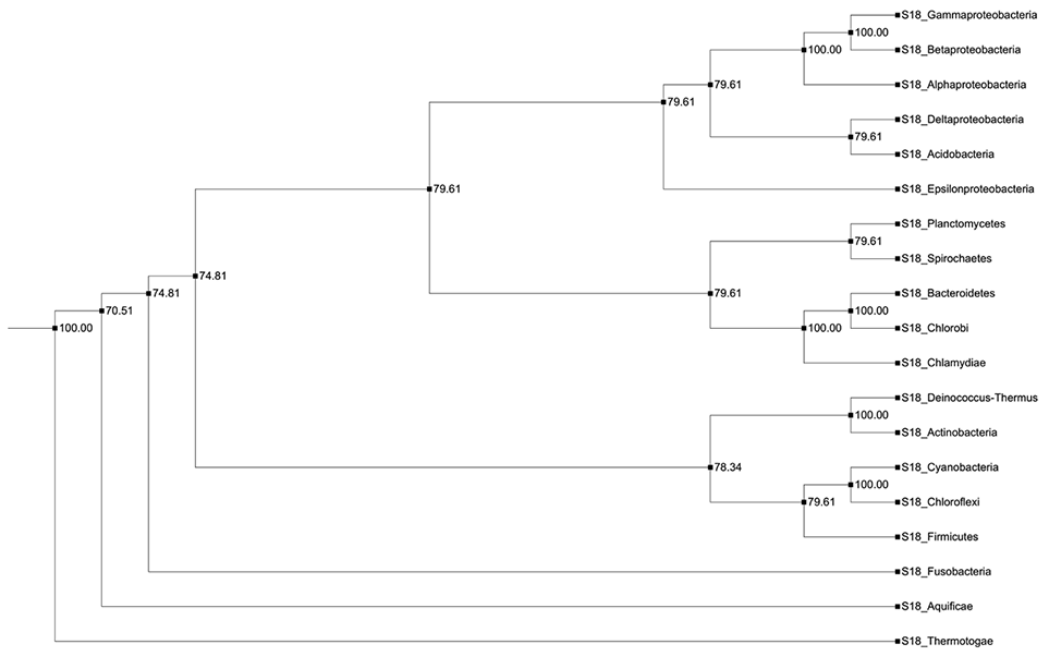 S18_Gammaproteobacteria
100.00
S18_Betaproteobacteria
100.00
S18_Alphaproteobacteria
79.61
79.61
S18_Deltaproteobacteria
79.61
S18_Acidobacteria
S18_Epsilonproteobacteria
79.61
S18_Planctomycetes
79.61
S18_Spirochaetes
74.81
S18_Bacteroidetes
79.61
74.81
100.00
70.51
S18_Chlorobi
100.00
100.00
S18_Chlamydiae
S18_Deinococcus-Thermus
100.00
S18_Actinobacteria
78.34
S18_Cyanobacteria
100.00
S18_Chloroflexi
79.61
S18_Firmicutes
S18_Fusobacteria
S18_Aquificae
S18_Thermotogae